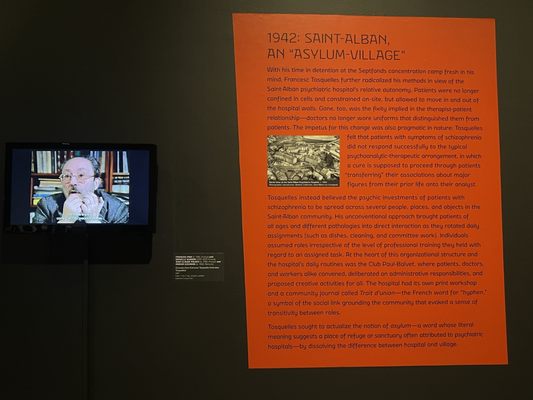 1942: SAINT-ALBAN,
AN "ASYLUM-VILLAGE"
With his time in detention at the Septfonds concentration camp fresh in his
mind, Francesc Tosquelles further radicalized his methods in view of the
Saint-Alban psychiatric hospital's relative autonomy. Patients were no longer
confined in cells and constrained on-site, but allowed to move in and out of
the hospital walls. Gone, too, was the fixity implied in the therapist-patient
relationship—doctors no longer wore uniforms that distinguished them from
patients. The impetus for this change was also pragmatic in nature: Tosquelles
felt that patients with symptoms of schizophrenia
did not respond successfully to the typical
psychoanalytic-therapeutic arrangement, in which
a cure is supposed to proceed through patients
"transferring" their associations about major
figures from their prior life onto their analyst.
Tosquelles instead believed the psychic investments of patients with
schizophrenia to be spread across several people, places, and objects in the
Saint-Alban community. His unconventional approach brought patients of
all ages and different pathologies into direct interaction as they rotated daily
assignments (such as dishes, cleaning, and committee work). Individuals
assumed roles irrespective of the level of professional training they held with
regard to an assigned task. At the heart of this organizational structure and
the hospital's daily routines was the Club Paul-Balvet, where patients, doctors,
and workers alike convened, deliberated on administrative responsibilities, and
proposed creative activities for all. The hospital had its own print workshop
and a community journal called Trait d'union—the French word for "hyphen,"
a symbol of the social link grounding the community that evoked a sense of
transitivity between roles.
Tosquelles sought to actualize the notion of asylum—a word whose literal
meaning suggests a place of refuge or sanctuary often attributed to psychiatric
hospitals—by dissolving the difference between hospital and village.